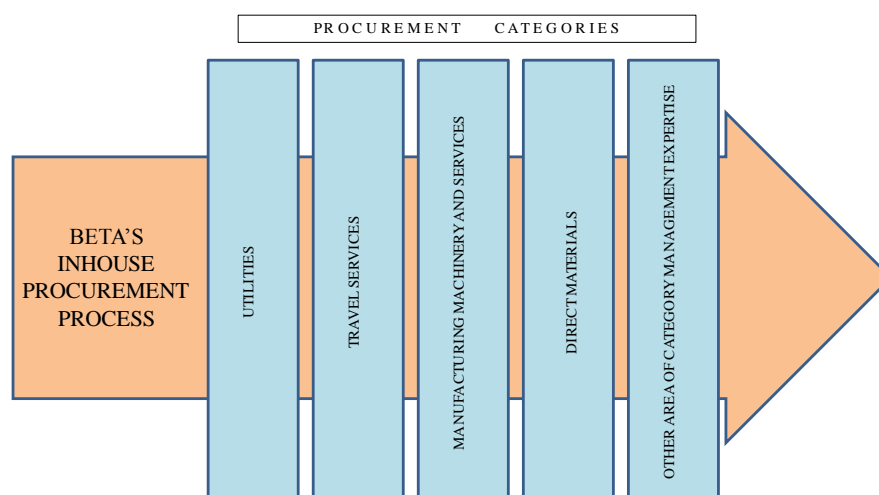 PROCUREMENT CATEGORIES
BETA’S
INHOUSE
PROCUREMENT
PROCESS
UTILITIES
TRAVEL SERVICES
MANUFACTURING MACHINERY AND SERVICES
DIRECT MATERIALS
OTHER AREA OF CATEGORY MANAGEMENT EXPERTISE